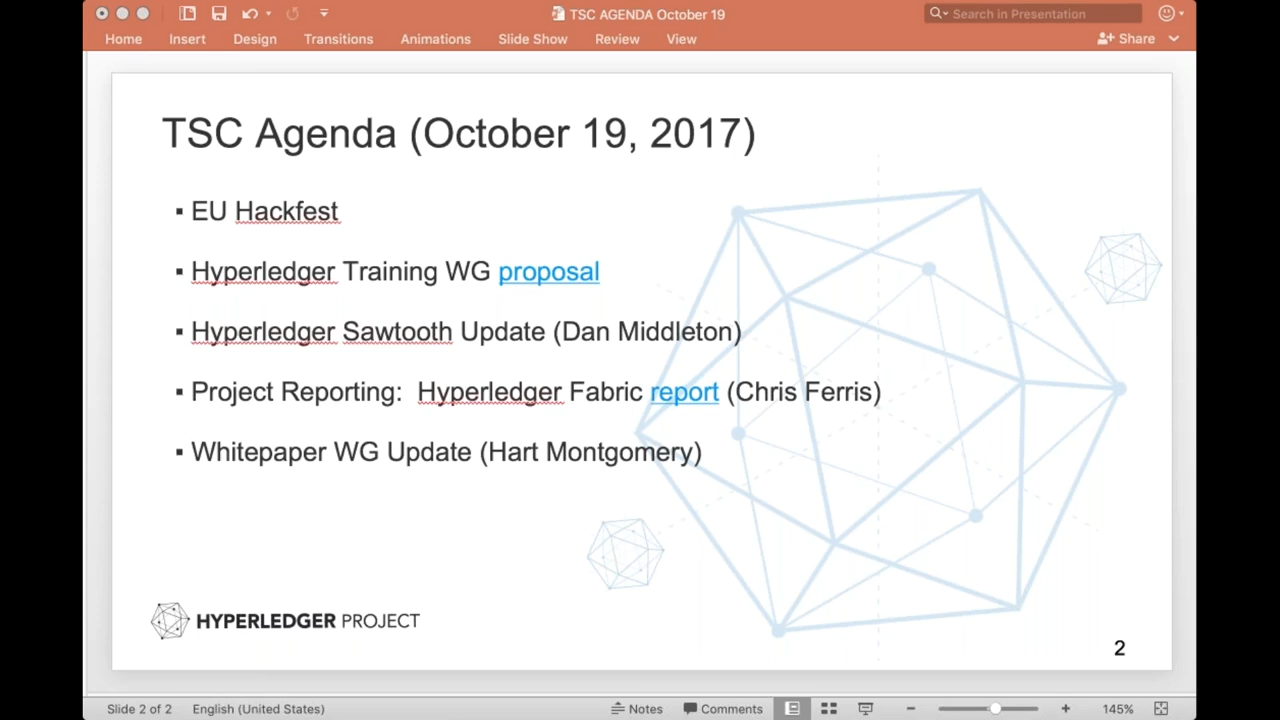 TSC AGENDA October 19
Search in Presentation
Home Insert Design Transitions Animations Slide Show Review View Share
TSC Agenda (October 19, 2017)
▪ EU Hackfest
▪ Hyperledger Training WG proposal
▪ Hyperledger Sawtooth Update (Dan Middleton)
▪ Project Reporting: Hyperledger Fabric report (Chris Ferris)
▪ Whitepaper WG Update (Hart Montgomery)
HYPERLEDGER PROJECT
2
Slide 2 of 2 English (United States) Notes Comments 145%